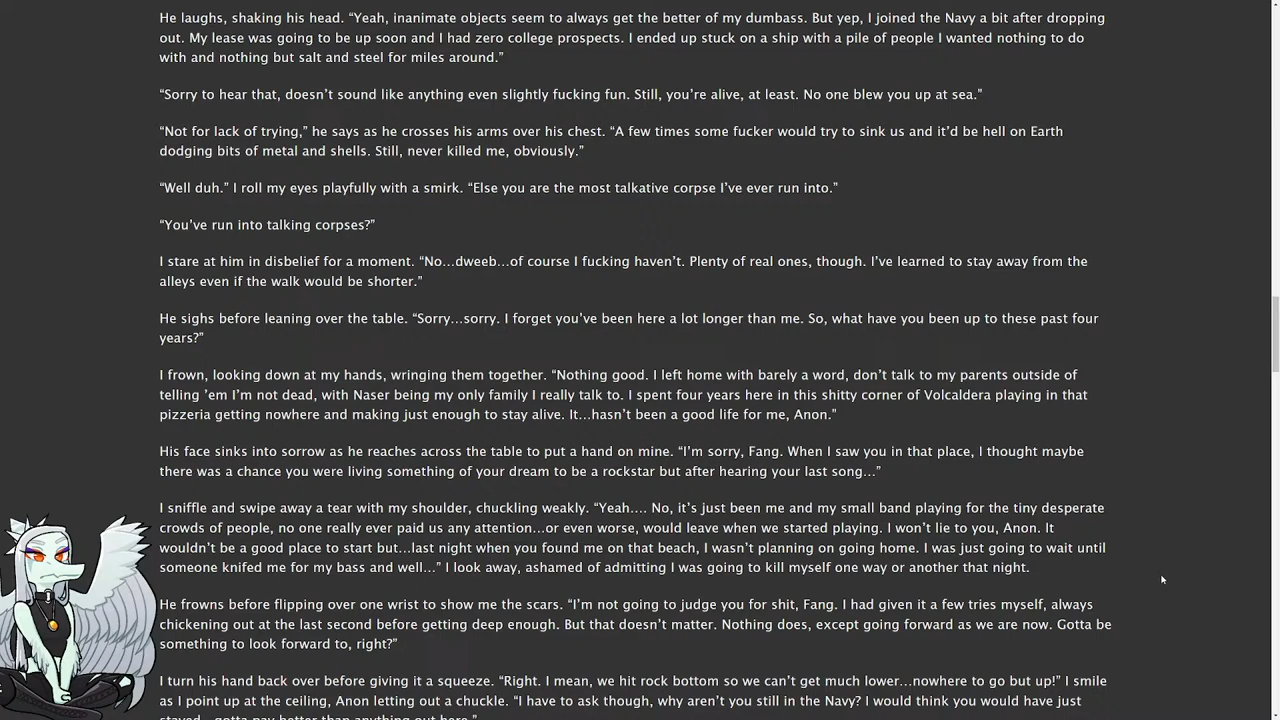 He laughs, shaking his head. “Yeah, inanimate objects seem to always get the better of my dumbass. But yep, I joined the Navy a bit after dropping
out. My lease was going to be up soon and I had zero college prospects. I ended up stuck on a ship with a pile of people I wanted nothing to do
with and nothing but salt and steel for miles around.”
“Sorry to hear that, doesn’t sound like anything even slightly fucking fun. Still, you’re alive, at least. No one blew you up at sea.”
“Not for lack of trying,” he says as he crosses his arms over his chest. “A few times some fucker would try to sink us and it’d be hell on Earth
dodging bits of metal and shells. Still, never killed me, obviously.”
“Well duh.” I roll my eyes playfully with a smirk. “Else you are the most talkative corpse I’ve ever run into.”
“You’ve run into talking corpses?”
I stare at him in disbelief for a moment. “No…dweeb…of course I fucking haven’t. Plenty of real ones, though. I’ve learned to stay away from the
alleys even if the walk would be shorter.”
He sighs before leaning over the table. “Sorry…sorry. I forget you’ve been here a lot longer than me. So, what have you been up to these past four
years?”
I frown, looking down at my hands, wringing them together. “Nothing good. I left home with barely a word, don’t talk to my parents outside of
telling ’em I’m not dead, with Naser being my only family I really talk to. I spent four years here in this shitty corner of Volcaldera playing in that
pizzeria getting nowhere and making just enough to stay alive. It…hasn’t been a good life for me, Anon.”
His face sinks into sorrow as he reaches across the table to put a hand on mine. “I’m sorry, Fang. When I saw you in that place, I thought maybe
there was a chance you were living something of your dream to be a rockstar but after hearing your last song…”
I sniffle and swipe away a tear with my shoulder, chuckling weakly. “Yeah…. No, it’s just been me and my small band playing for the tiny desperate
crowds of people, no one really ever paid us any attention…or even worse, would leave when we started playing. I won’t lie to you, Anon. It
wouldn’t be a good place to start but…last night when you found me on that beach, I wasn’t planning on going home. I was just going to wait until
someone knifed me for my bass and well…” I look away, ashamed of admitting I was going to kill myself one way or another that night.
He frowns before flipping over one wrist to show me the scars. “I’m not going to judge you for shit, Fang. I had given it a few tries myself, always
chickening out at the last second before getting deep enough. But that doesn’t matter. Nothing does, except going forward as we are now. Gotta be
something to look forward to, right?”
I turn his hand back over before giving it a squeeze. “Right. I mean, we hit rock bottom so we can’t get much lower…nowhere to go but up!” I smile
as I point up at the ceiling, Anon letting out a chuckle. “I have to ask though, why aren’t you still in the Navy? I would think you would have just
stayed…gotta pay better than anything out here.”